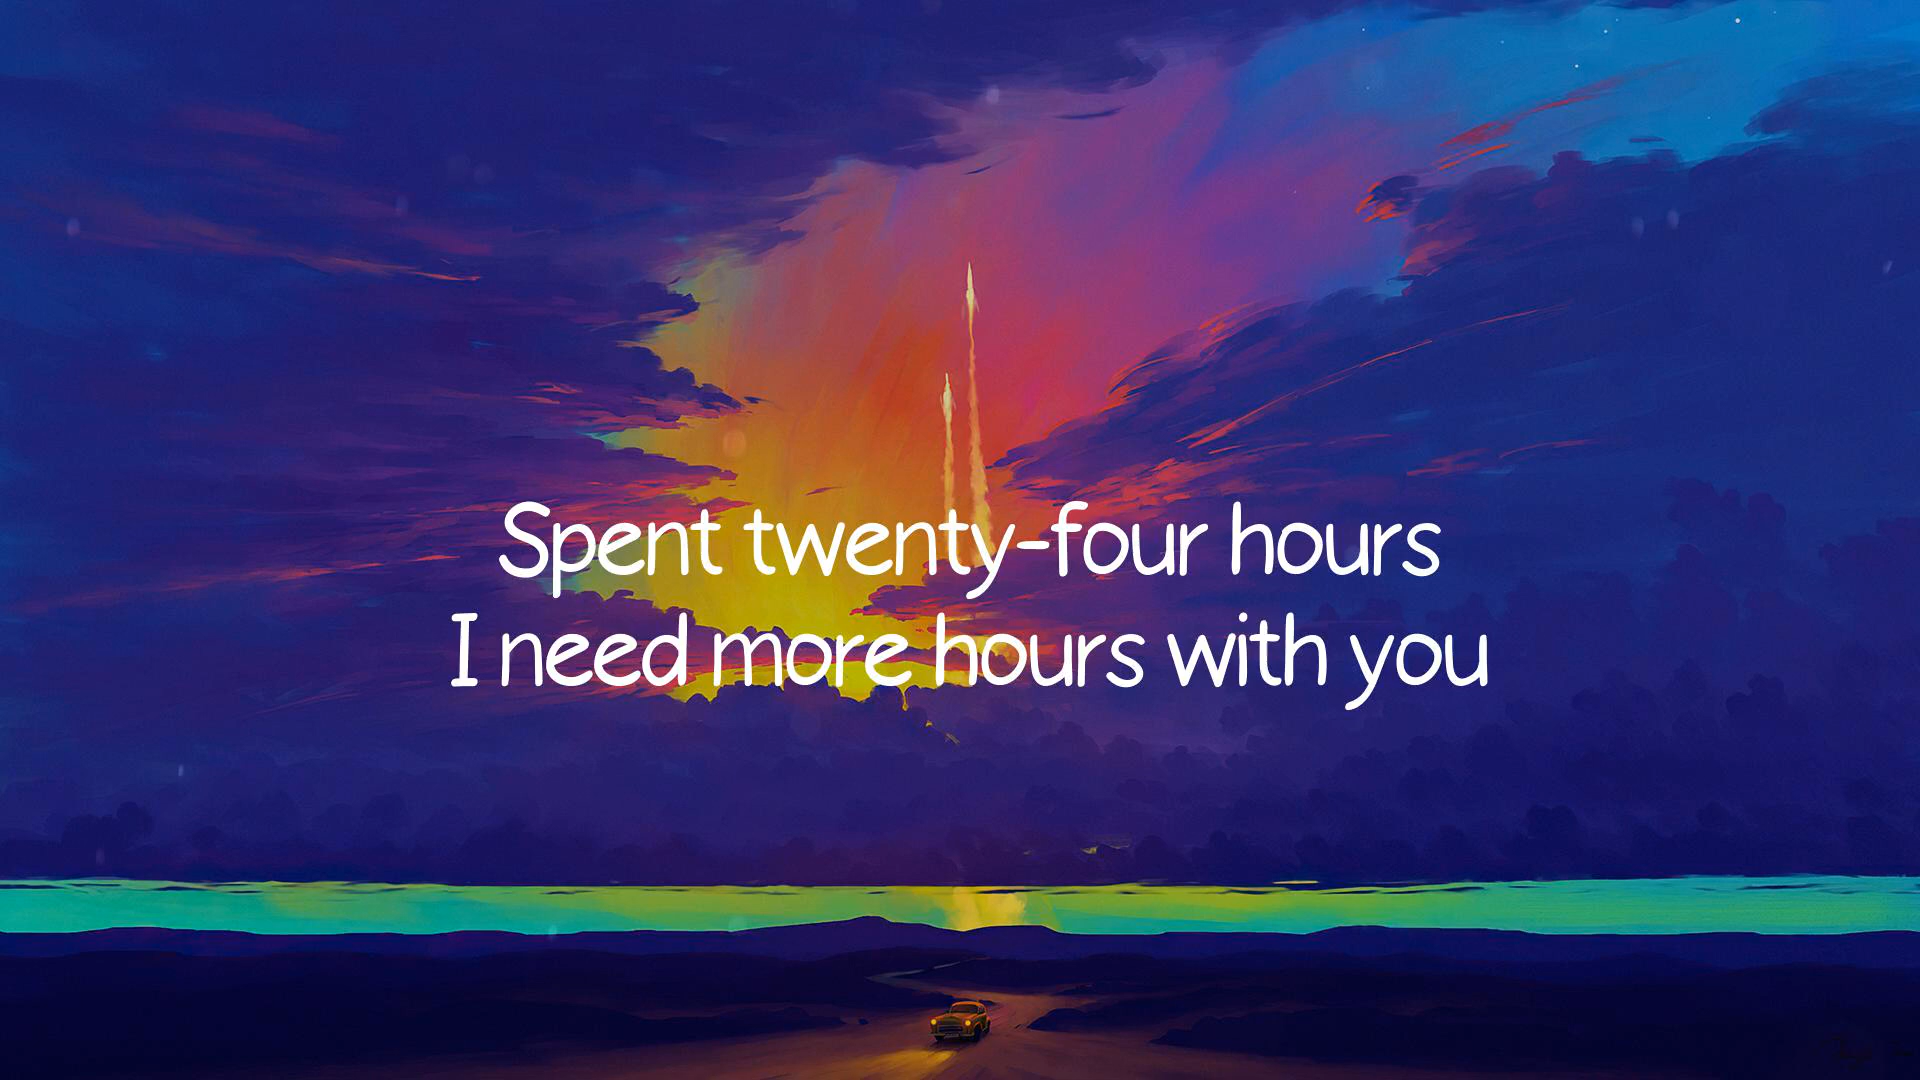 Spent twenty-four hours
I need more hours with you